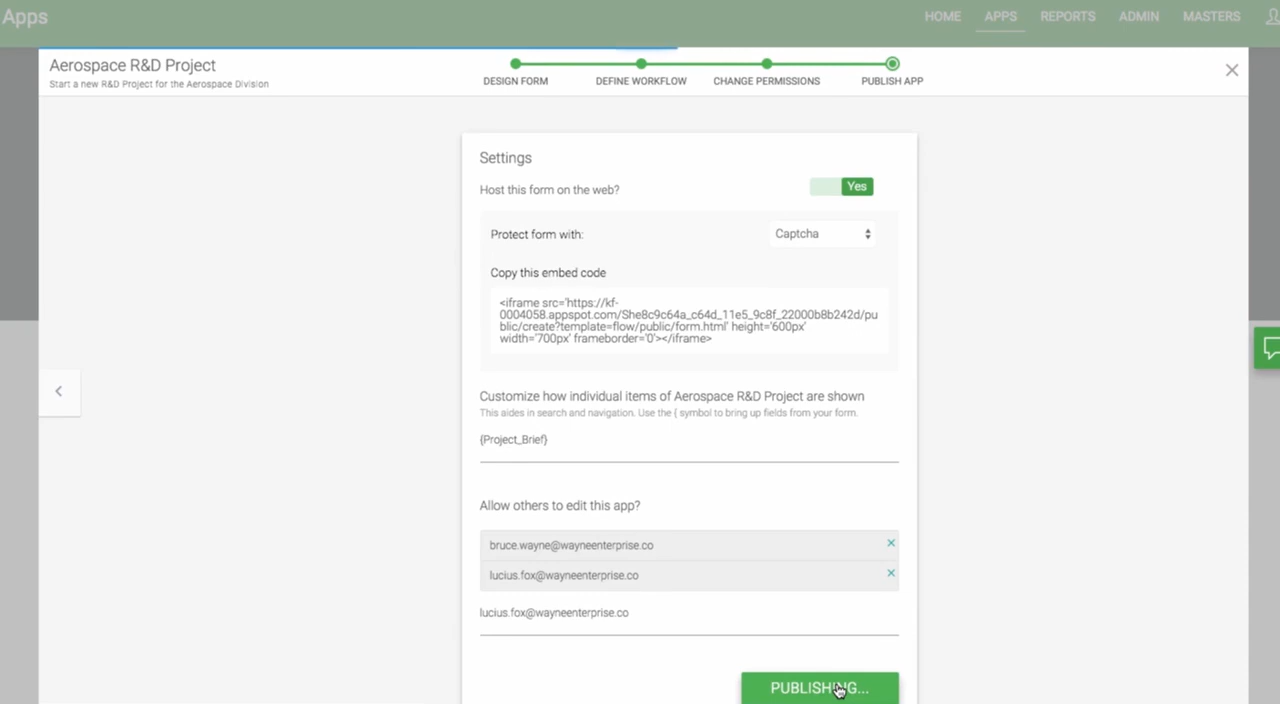 Apps
HOME APPS REPORTS ADMIN MASTERS
Aerospace R&D Project
Start a new R&D Project for the Aerospace Division
DESIGN FORM DEFINE WORKFLOW CHANGE PERMISSIONS PUBLISH APP
Settings
Host this form on the web? Yes
Protect form with: Captcha
Copy this embed code
<iframe src='https://kf-
0004058.appspot.com/She8c9c64a_c64d_11e5_9c8f_22000b8b242d/pu
blic/create?template=flow/public/form.html' height='600px'
width='700px' frameborder='0'></iframe>
Customize how individual items of Aerospace R&D Project are shown
This aides in search and navigation. Use the { symbol to bring up fields from your form.
{Project_Brief}
Allow others to edit this app?
bruce.wayne@wayneenterprise.co
lucius.fox@wayneenterprise.co
lucius.fox@wayneenterprise.co
PUBLISHING...